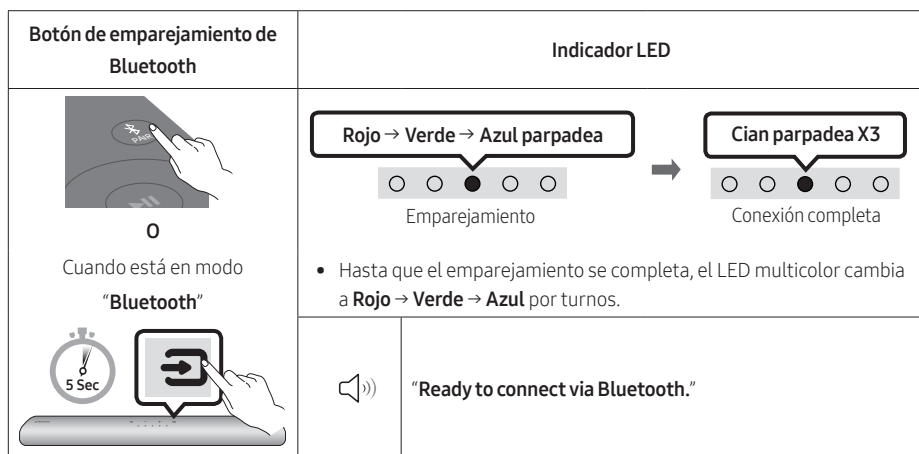 Botón de emparejamiento de
Bluetooth
Indicador LED
PAIR
O
Cuando está en modo
“Bluetooth”
5 Sec
Rojo → Verde → Azul parpadea
Emparejamiento
Cian parpadea X3
Conexión completa
• Hasta que el emparejamiento se completa, el LED multicolor cambia
a Rojo → Verde → Azul por turnos.
“Ready to connect via Bluetooth.”